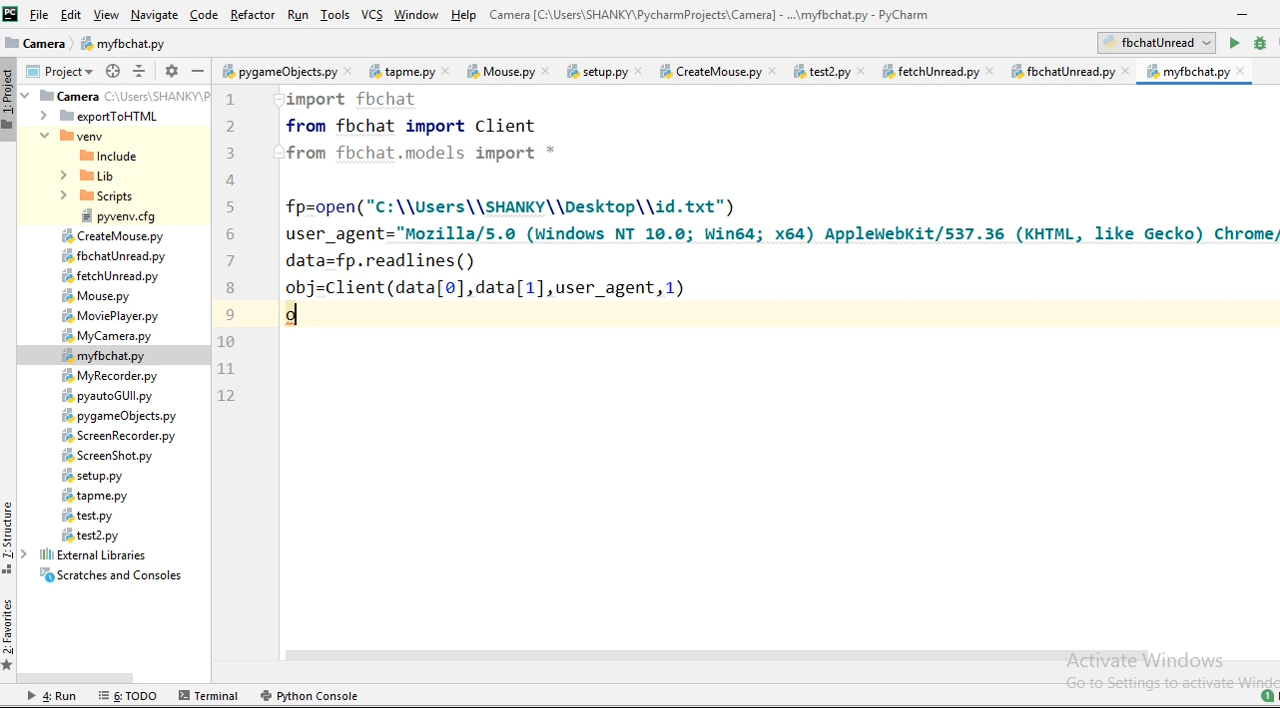 File Edit View Navigate Code Refactor Run Tools VCS Window Help Camera [C:\Users\SHANKY\PycharmProjects\Camera] - ...\myfbchat.py - PyCharm
Camera myfbchat.py fbchatUnread
1: Project Project pygameObjects.py tapme.py Mouse.py setup.py CreateMouse.py test2.py fetchUnread.py fbchatUnread.py myfbchat.py
Camera C:\Users\SHANKY\P
exportToHTML
venv
Include
Lib
Scripts
pyvenv.cfg
CreateMouse.py
fbchatUnread.py
fetchUnread.py
Mouse.py
MoviePlayer.py
MyCamera.py
myfbchat.py
MyRecorder.py
pyautoGUII.py
pygameObjects.py
ScreenRecorder.py
ScreenShot.py
setup.py
tapme.py
test.py
test2.py
External Libraries
Scratches and Consoles
7: Structure
2: Favorites
1 import fbchat
2 from fbchat import Client
3 from fbchat.models import *
4
5 fp=open("C:\\Users\\SHANKY\\Desktop\\id.txt")
6 user_agent="Mozilla/5.0 (Windows NT 10.0; Win64; x64) AppleWebKit/537.36 (KHTML, like Gecko) Chrome/
7 data=fp.readlines()
8 obj=Client(data[0],data[1],user_agent,1)
9 o
10
11
12
Activate Windows
Go to Settings to activate Windo
4: Run 6: TODO Terminal Python Console 1